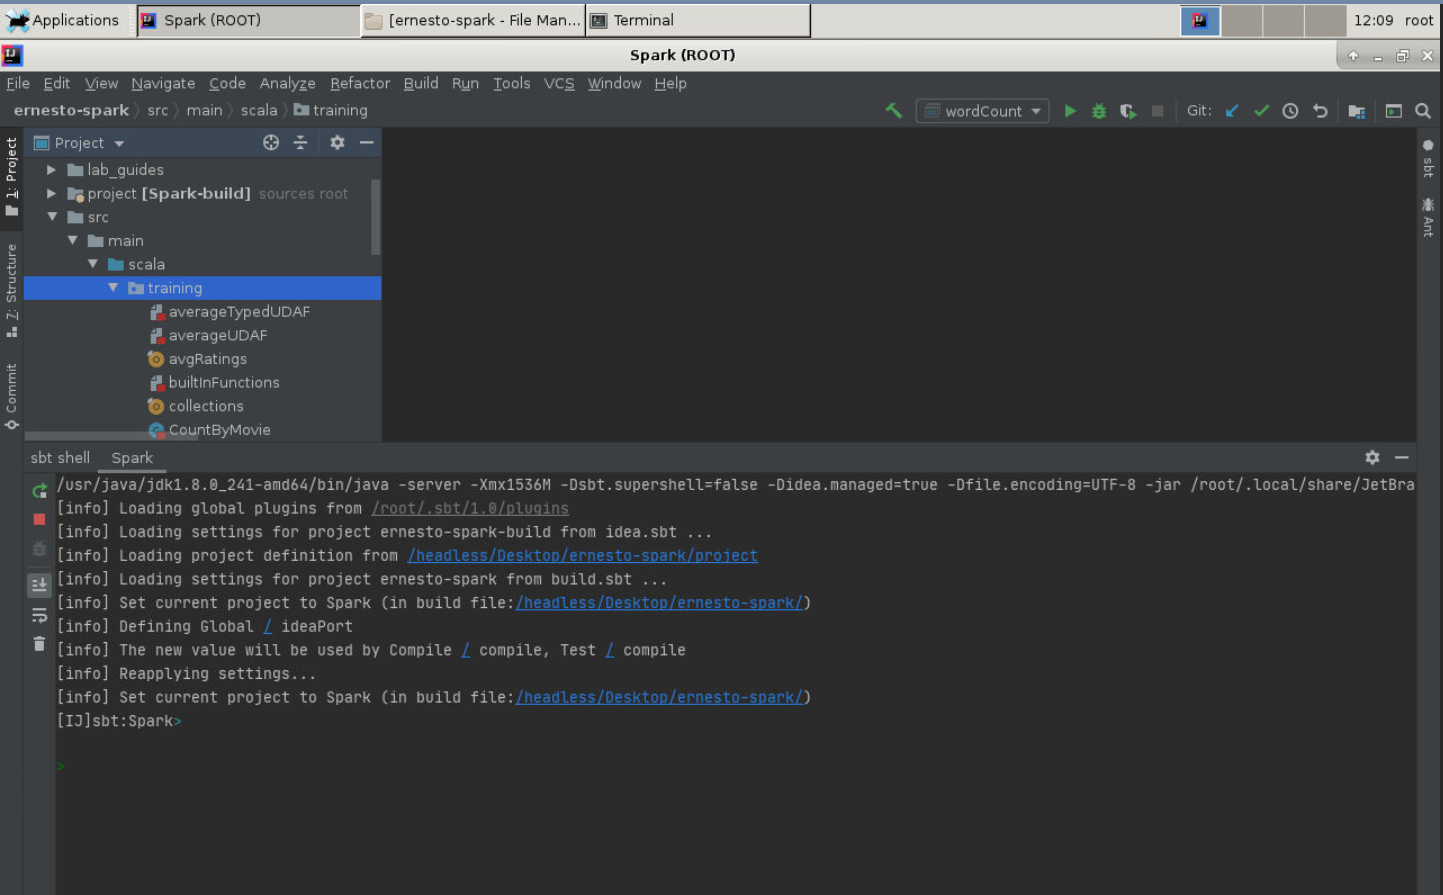 Applications Spark (ROOT) [ernesto-spark - File Man... Terminal 12:09 root
Spark (ROOT)
File Edit View Navigate Code Analyze Refactor Build Run Tools VCS Window Help
ernesto-spark src main scala training wordCount Git:
1: Project
Z: Structure
Commit
Project
lab_guides
project [Spark-build] sources root
src
main
scala
training
averageTypedUDAF
averageUDAF
avgRatings
builtInFunctions
collections
CountByMovie
sbt
Ant
sbt shell Spark
/usr/java/jdk1.8.0_241-amd64/bin/java -server -Xmx1536M -Dsbt.supershell=false -Didea.managed=true -Dfile.encoding=UTF-8 -jar /root/.local/share/JetBra
[info] Loading global plugins from /root/.sbt/1.0/plugins
[info] Loading settings for project ernesto-spark-build from idea.sbt ...
[info] Loading project definition from /headless/Desktop/ernesto-spark/project
[info] Loading settings for project ernesto-spark from build.sbt ...
[info] Set current project to Spark (in build file:/headless/Desktop/ernesto-spark/)
[info] Defining Global / ideaPort
[info] The new value will be used by Compile / compile, Test / compile
[info] Reapplying settings...
[info] Set current project to Spark (in build file:/headless/Desktop/ernesto-spark/)
[IJ]sbt:Spark>
>